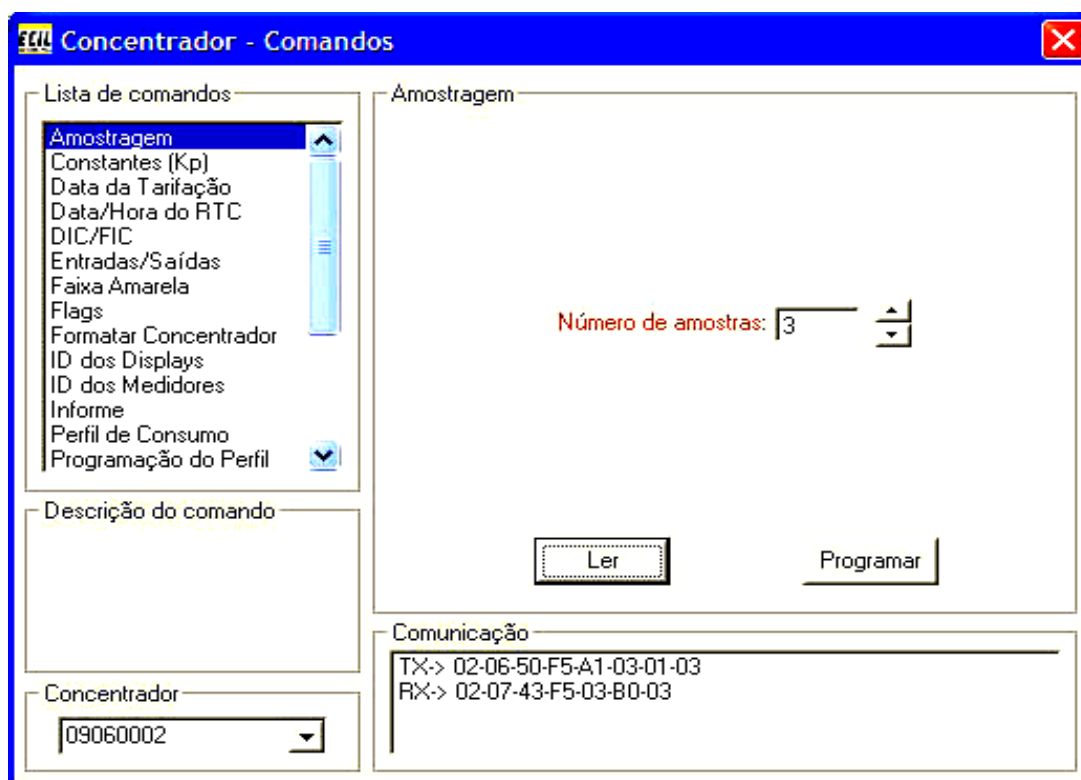 ECIL Concentrador - Comandos
Lista de comandos
Amostragem
Constantes (Kp)
Data da Tarifação
Data/Hora do RTC
DIC/FIC
Entradas/Saídas
Faixa Amarela
Flags
Formatar Concentrador
ID dos Displays
ID dos Medidores
Informe
Perfil de Consumo
Programação do Perfil
Descrição do comando
Concentrador
09060002
Amostragem
Número de amostras: 3
Ler
Programar
Comunicação
TX-> 02-06-50-F5-A1-03-01-03
RX-> 02-07-43-F5-03-B0-03